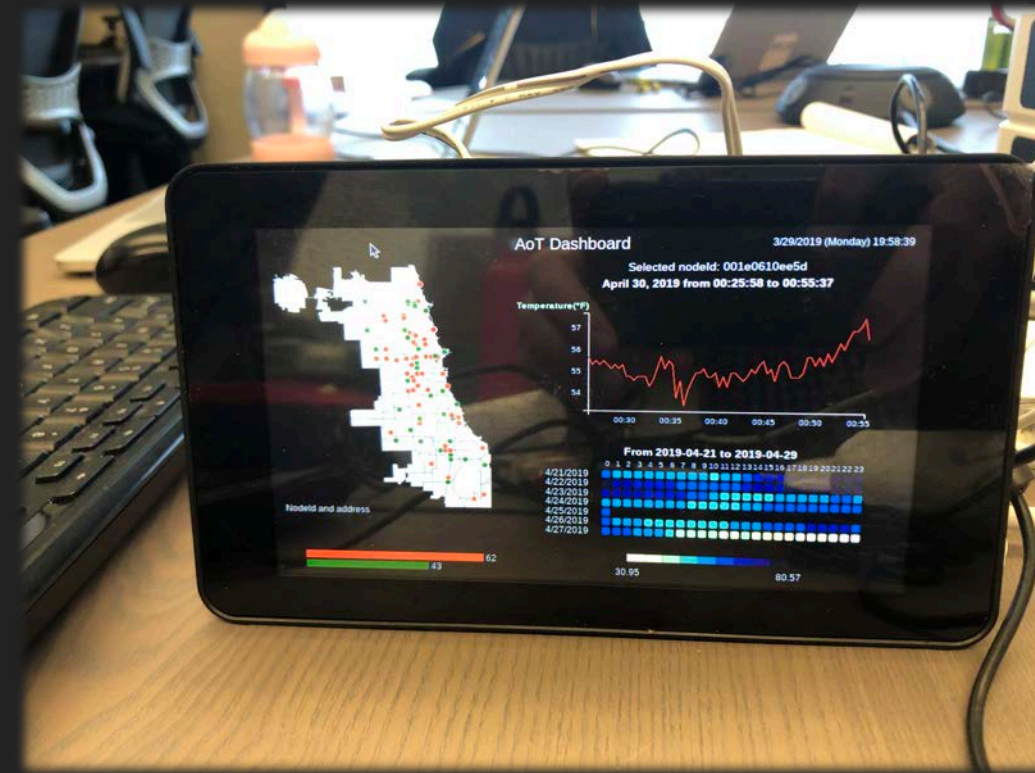 AoT Dashboard
3/29/2019 (Monday) 19:58:39
Selected nodeId: 001e0610ee5d
April 30, 2019 from 00:25:58 to 00:55:37
Temperature(°F)
57
56
55
54
00:30 00:35 00:40 00:45 00:50 00:55
From 2019-04-21 to 2019-04-29
0 1 2 3 4 5 6 7 8 9 10 11 12 13 14 15 16 17 18 19 20 21 22 23
4/21/2019
4/22/2019
4/23/2019
4/24/2019
4/25/2019
4/26/2019
4/27/2019
NodeId and address
62
43
30.95 80.57